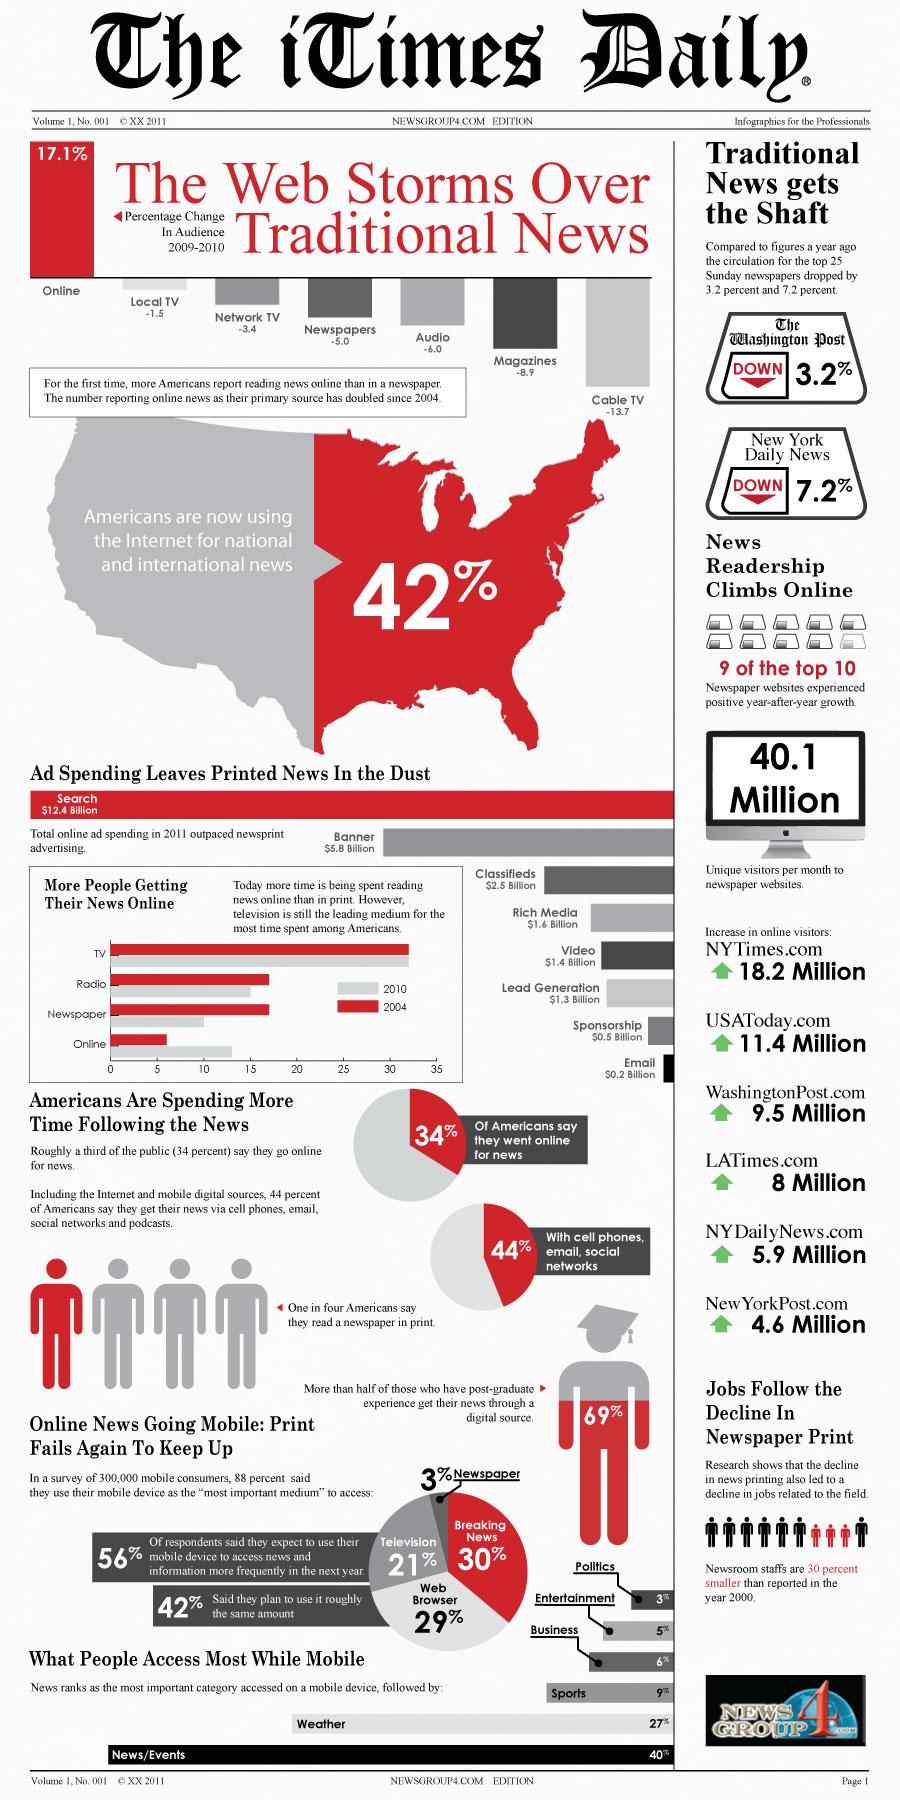 The iTimes Daily®
Volume 1, No. 001 © XX 2011
NEWSGROUP4.COM EDITION
Infographics for the Professionals
17.1%
The Web Storms Over
Traditional News
Percentage Change
In Audience
2009-2010
Online
Local TV
-1.5
Network TV
-3.4
Newspapers
-5.0
Audio
-6.0
Magazines
-8.9
Cable TV
-13.7
For the first time, more Americans report reading news online than in a newspaper.
The number reporting online news as their primary source has doubled since 2004.
Americans are now using
the Internet for national
and international news
42%
Ad Spending Leaves Printed News In the Dust
Search
$12.4 Billion
Total online ad spending in 2011 outpaced newsprint
advertising.
Banner
$5.8 Billion
Classifieds
$2.5 Billion
Rich Media
$1.6 Billion
Video
$1.4 Billion
Lead Generation
$1.3 Billion
Sponsorship
$0.5 Billion
Email
$0.2 Billion
More People Getting
Their News Online
Today more time is being spent reading
news online than in print. However,
television is still the leading medium for the
most time spent among Americans.
TV
Radio
Newspaper
Online
2010
2004
0 5 10 15 20 25 30 35
Americans Are Spending More
Time Following the News
Roughly a third of the public (34 percent) say they go online
for news.
Including the Internet and mobile digital sources, 44 percent
of Americans say they get their news via cell phones, email,
social networks and podcasts.
34%
Of Americans say
they went online
for news
44%
With cell phones,
email, social
networks
One in four Americans say
they read a newspaper in print.
More than half of those who have post-graduate
experience get their news through a
digital source.
69%
Online News Going Mobile: Print
Fails Again To Keep Up
In a survey of 300,000 mobile consumers, 88 percent said
they use their mobile device as the “most important medium” to access:
3% Newspaper
Breaking
News
30%
Television
21%
Web
Browser
29%
56%
Of respondents said they expect to use their
mobile device to access news and
information more frequently in the next year.
42%
Said they plan to use it roughly
the same amount
What People Access Most While Mobile
News ranks as the most important category accessed on a mobile device, followed by:
Politics
3%
Entertainment
5%
Business
6%
Sports 9%
Weather 27%
News/Events 40%
Traditional
News gets
the Shaft
Compared to figures a year ago
the circulation for the top 25
Sunday newspapers dropped by
3.2 percent and 7.2 percent.
The
Washington Post
DOWN 3.2%
New York
Daily News
DOWN 7.2%
News
Readership
Climbs Online
9 of the top 10
Newspaper websites experienced
positive year-after-year growth.
40.1
Million
Unique visitors per month to
newspaper websites.
Increase in online visitors:
NYTimes.com
18.2 Million
USAToday.com
11.4 Million
WashingtonPost.com
9.5 Million
LATimes.com
8 Million
NYDailyNews.com
5.9 Million
NewYorkPost.com
4.6 Million
Jobs Follow the
Decline In
Newspaper Print
Research shows that the decline
in news printing also led to a
decline in jobs related to the field.
Newsroom staffs are 30 percent
smaller than reported in the
year 2000.
NEWS
GROUP 4 .COM
Volume 1, No. 001 © XX 2011
NEWSGROUP4.COM EDITION
Page 1